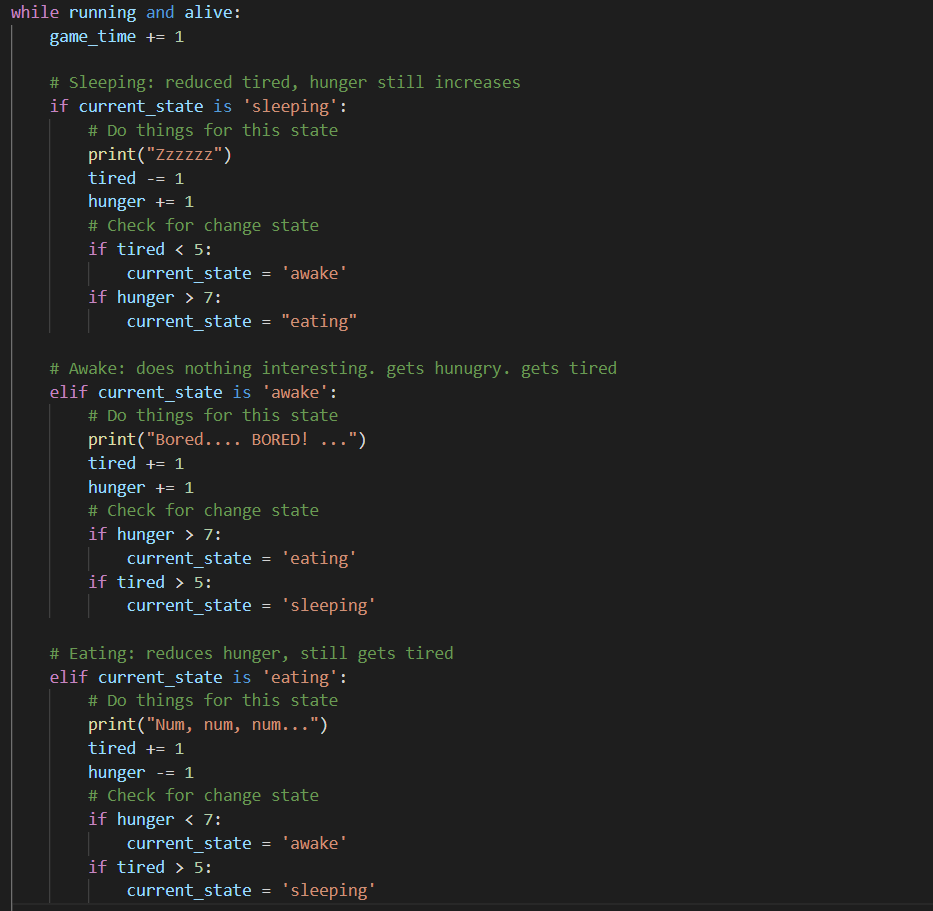 while running and alive:
    game_time += 1

    # Sleeping: reduced tired, hunger still increases
    if current_state is 'sleeping':
        # Do things for this state
        print("Zzzzzz")
        tired -= 1
        hunger += 1
        # Check for change state
        if tired < 5:
            current_state = 'awake'
        if hunger > 7:
            current_state = "eating"

    # Awake: does nothing interesting. gets hunugry. gets tired
    elif current_state is 'awake':
        # Do things for this state
        print("Bored.... BORED! ...")
        tired += 1
        hunger += 1
        # Check for change state
        if hunger > 7:
            current_state = 'eating'
        if tired > 5:
            current_state = 'sleeping'

    # Eating: reduces hunger, still gets tired
    elif current_state is 'eating':
        # Do things for this state
        print("Num, num, num...")
        tired += 1
        hunger -= 1
        # Check for change state
        if hunger < 7:
            current_state = 'awake'
        if tired > 5:
            current_state = 'sleeping'